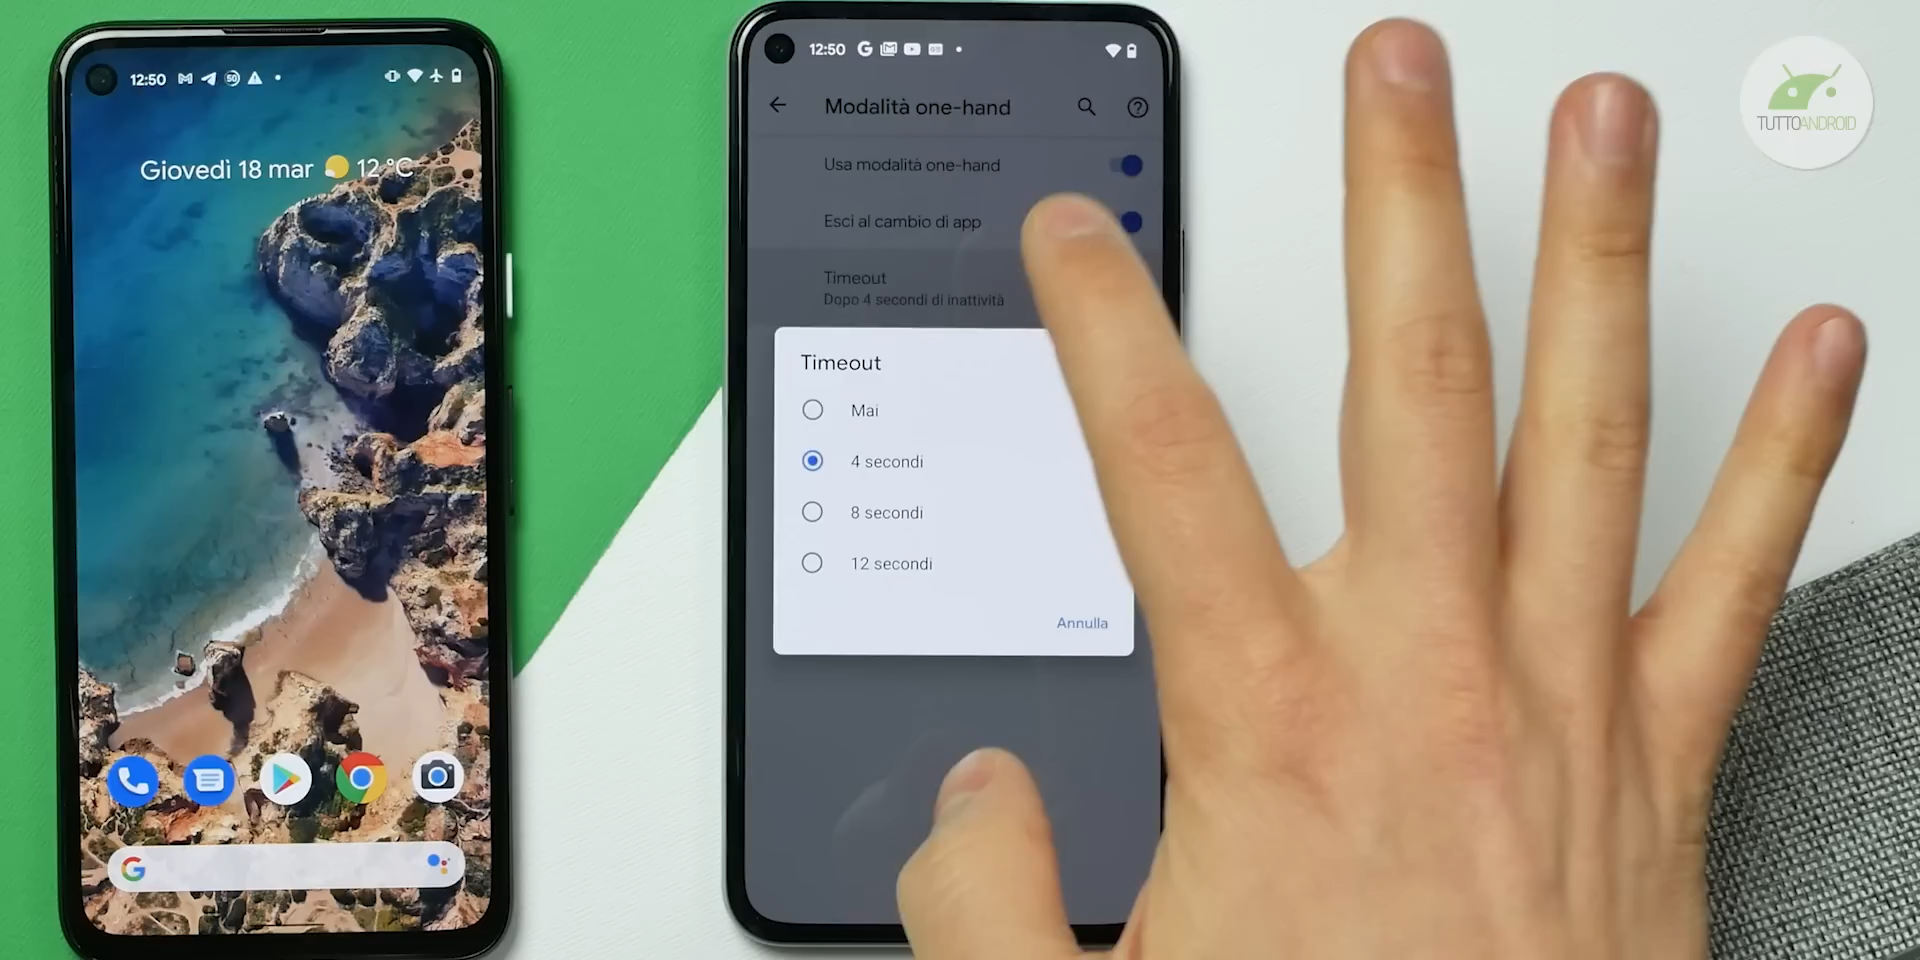 12:50
Giovedì 18 mar 12 °C
12:50
Modalità one-hand
Usa modalità one-hand
Esci al cambio di app
Timeout
Dopo 4 secondi di inattività
Timeout
Mai
4 secondi
8 secondi
12 secondi
Annulla
TUTTOANDROID